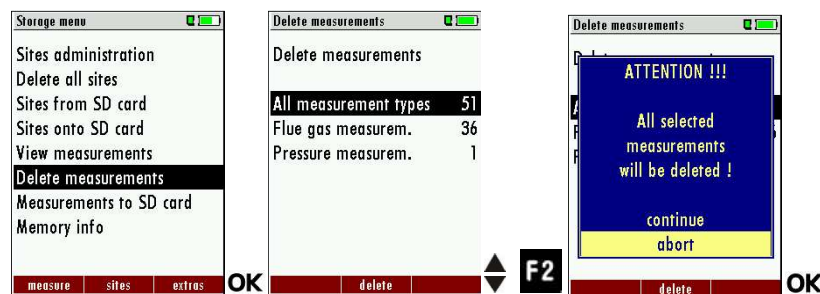 Storage menu
Sites administration
Delete all sites
Sites from SD card
Sites onto SD card
View measurements
Delete measurements
Measurements to SD card
Memory info
measure sites extras
OK
Delete measurements
Delete measurements
All measurement types 51
Flue gas measurem. 36
Pressure measurem. 1
delete
F2
Delete measurements
ATTENTION !!!
All selected
measurements
will be deleted !
continue
abort
delete
OK